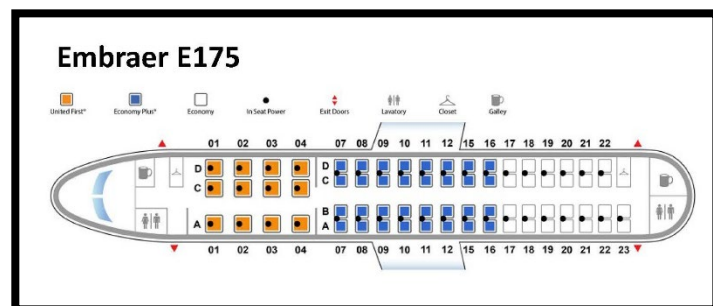 Embraer E175
United First® Economy Plus® Economy In Seat Power Exit Doors Lavatory Closet Galley
01 02 03 04 07 08 09 10 11 12 15 16 17 18 19 20 21 22
D D
C C
B
A A
01 02 03 04 07 08 09 10 11 12 15 16 17 18 19 20 21 22 23